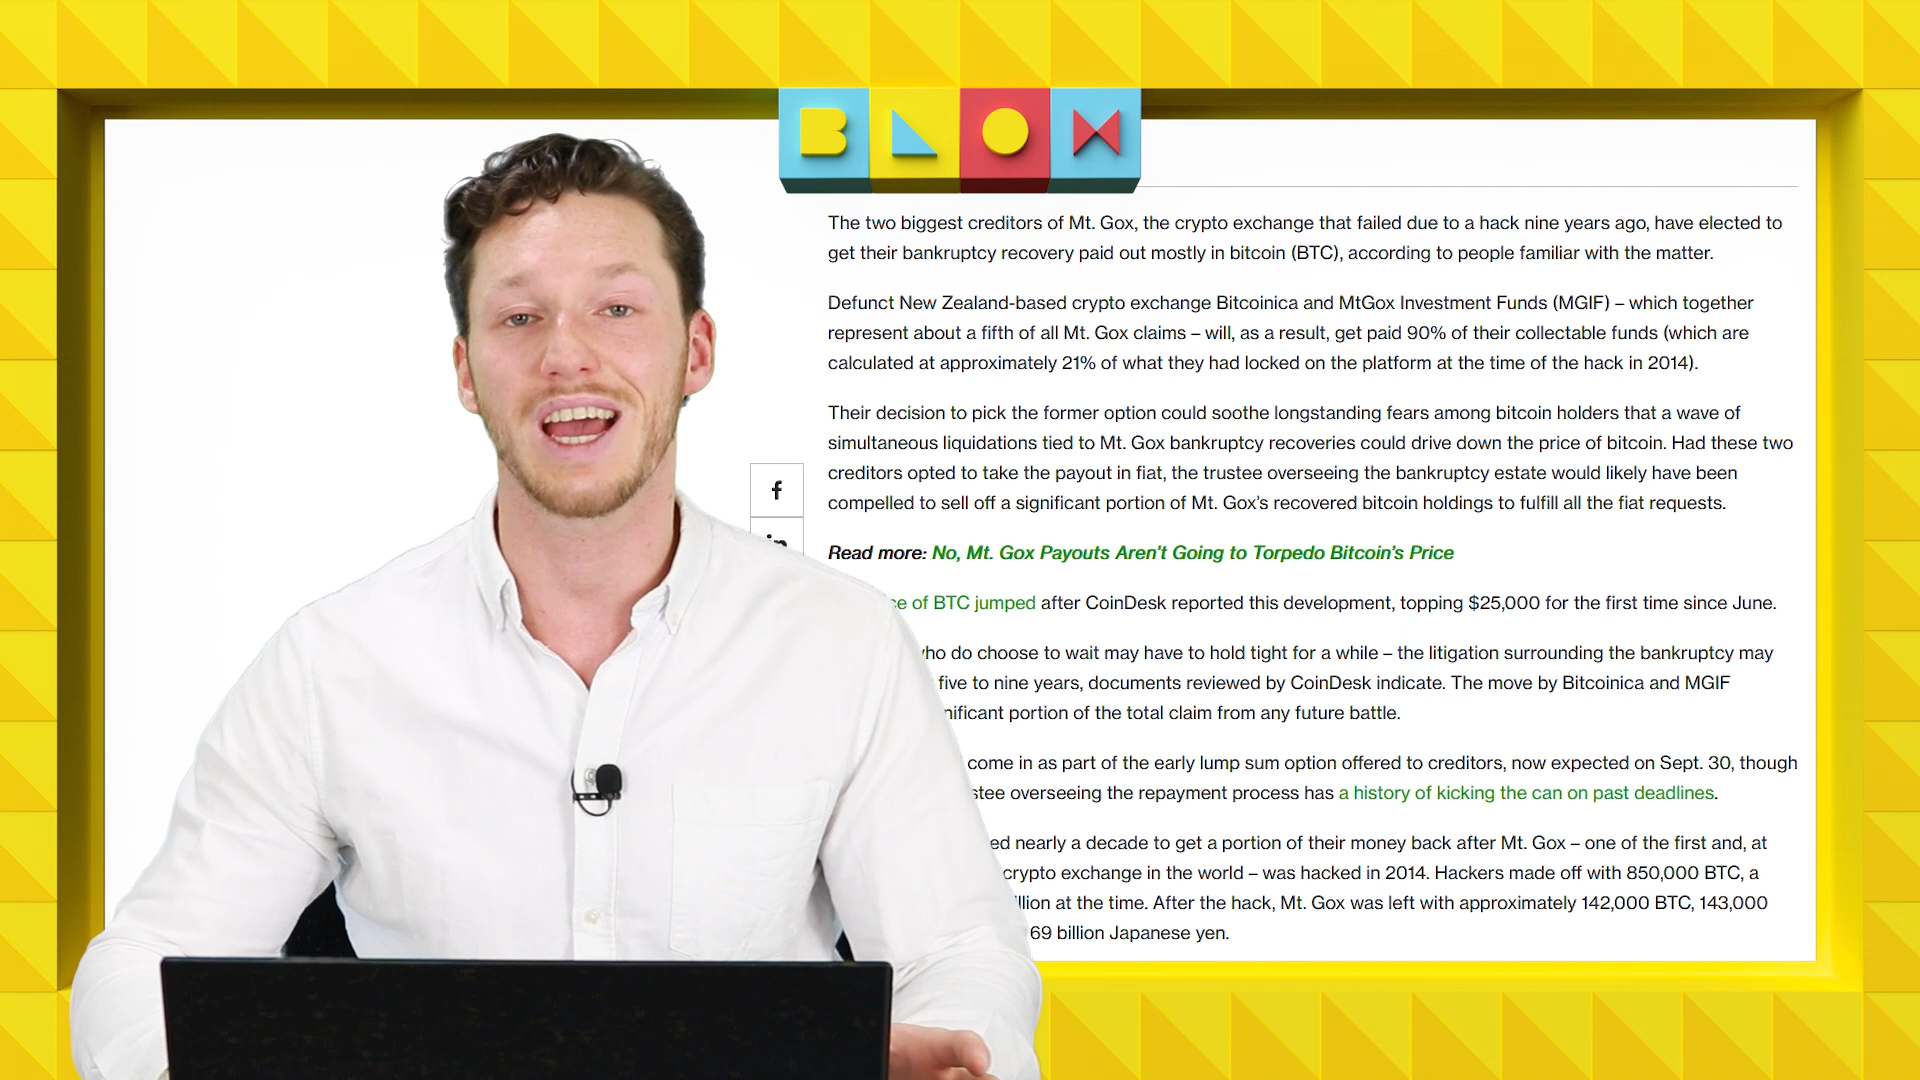 BLOX
The two biggest creditors of Mt. Gox, the crypto exchange that failed due to a hack nine years ago, have elected to
get their bankruptcy recovery paid out mostly in bitcoin (BTC), according to people familiar with the matter.
Defunct New Zealand-based crypto exchange Bitcoinica and MtGox Investment Funds (MGIF) – which together
represent about a fifth of all Mt. Gox claims – will, as a result, get paid 90% of their collectable funds (which are
calculated at approximately 21% of what they had locked on the platform at the time of the hack in 2014).
Their decision to pick the former option could soothe longstanding fears among bitcoin holders that a wave of
simultaneous liquidations tied to Mt. Gox bankruptcy recoveries could drive down the price of bitcoin. Had these two
creditors opted to take the payout in fiat, the trustee overseeing the bankruptcy estate would likely have been
f
compelled to sell off a significant portion of Mt. Gox's recovered bitcoin holdings to fulfill all the fiat requests.
in
Read more: No, Mt. Gox Payouts Aren't Going to Torpedo Bitcoin's Price
of BTC jumped after CoinDesk reported this development, topping $25,000 for the first time since June.
do choose to wait may have to hold tight for a while – the litigation surrounding the bankruptcy may
five to nine years, documents reviewed by CoinDesk indicate. The move by Bitcoinica and MGIF
portion of the total claim from any future battle.
come in as part of the early lump sum option offered to creditors, now expected on Sept. 30, though
overseeing the repayment process has a history of kicking the can on past deadlines.
nearly a decade to get a portion of their money back after Mt. Gox – one of the first and, at
crypto exchange in the world – was hacked in 2014. Hackers made off with 850,000 BTC, a
at the time. After the hack, Mt. Gox was left with approximately 142,000 BTC, 143,000
69 billion Japanese yen.